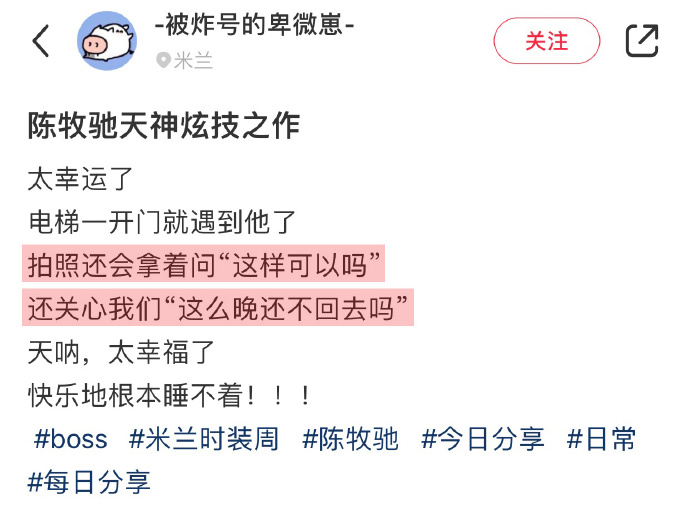 -被炸号的卑微崽-
米兰
关注
陈牧驰天神炫技之作
太幸运了
电梯一开门就遇到他了
拍照还会拿着问“这样可以吗”
还关心我们“这么晚还不回去吗”
天呐，太幸福了
快乐地根本睡不着！！！
#boss #米兰时装周 #陈牧驰 #今日分享 #日常
#每日分享